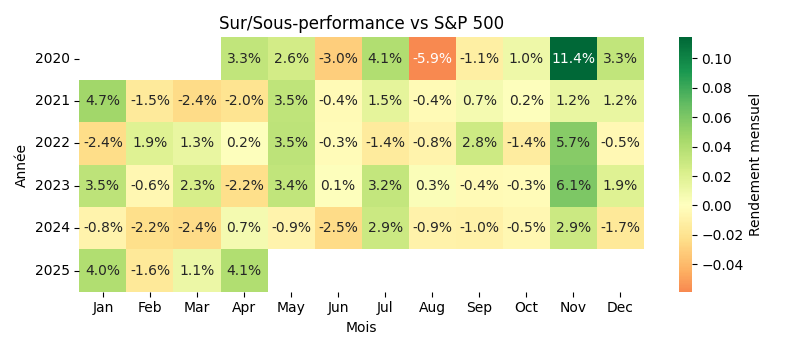 Sur/Sous-performance vs S&P 500
Année
2020 3.3% 2.6% -3.0% 4.1% -5.9% -1.1% 1.0% 11.4% 3.3%
2021 4.7% -1.5% -2.4% -2.0% 3.5% -0.4% 1.5% -0.4% 0.7% 0.2% 1.2% 1.2%
2022 -2.4% 1.9% 1.3% 0.2% 3.5% -0.3% -1.4% -0.8% 2.8% -1.4% 5.7% -0.5%
2023 3.5% -0.6% 2.3% -2.2% 3.4% 0.1% 3.2% 0.3% -0.4% -0.3% 6.1% 1.9%
2024 -0.8% -2.2% -2.4% 0.7% -0.9% -2.5% 2.9% -0.9% -1.0% -0.5% 2.9% -1.7%
2025 4.0% -1.6% 1.1% 4.1%
Jan Feb Mar Apr May Jun Jul Aug Sep Oct Nov Dec
Mois
0.10
0.08
0.06
0.04
0.02
0.00
−0.02
−0.04
Rendement mensuel